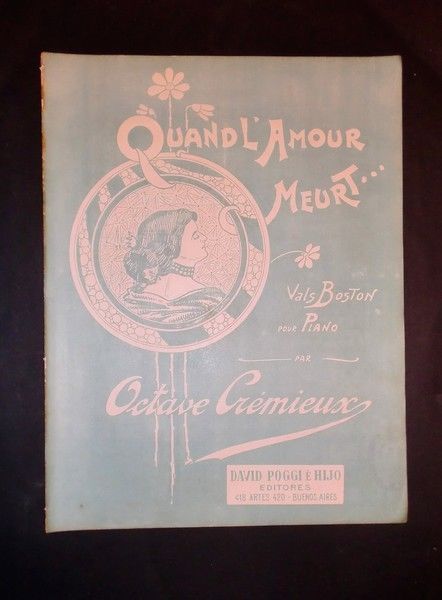 QUAND L'AMOUR
MEURT...
Vals BOSTON
POUR PIANO
PAR
Octave Crémieux
DAVID POGGI É HIJO
EDITORES
418 ARTES 420 - BUENOS AIRES